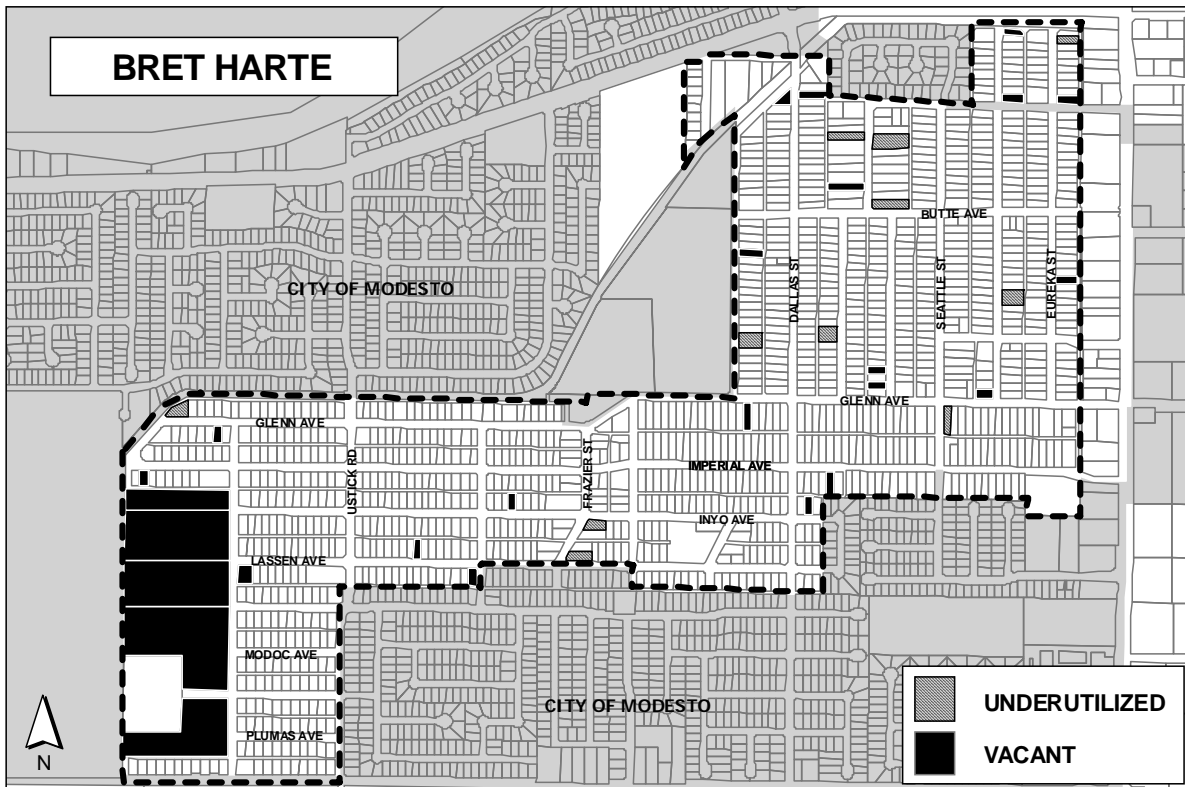 BRET HARTE
BUTTE AVE
DALLAS ST
SEATTLE ST
EUREKA ST
CITY OF MODESTO
GLENN AVE
GLENN AVE
USTICK RD
FRAZIER ST
IMPERIAL AVE
INYO AVE
LASSEN AVE
MODOC AVE
CITY OF MODESTO
PLUMAS AVE
N
UNDERUTILIZED
VACANT